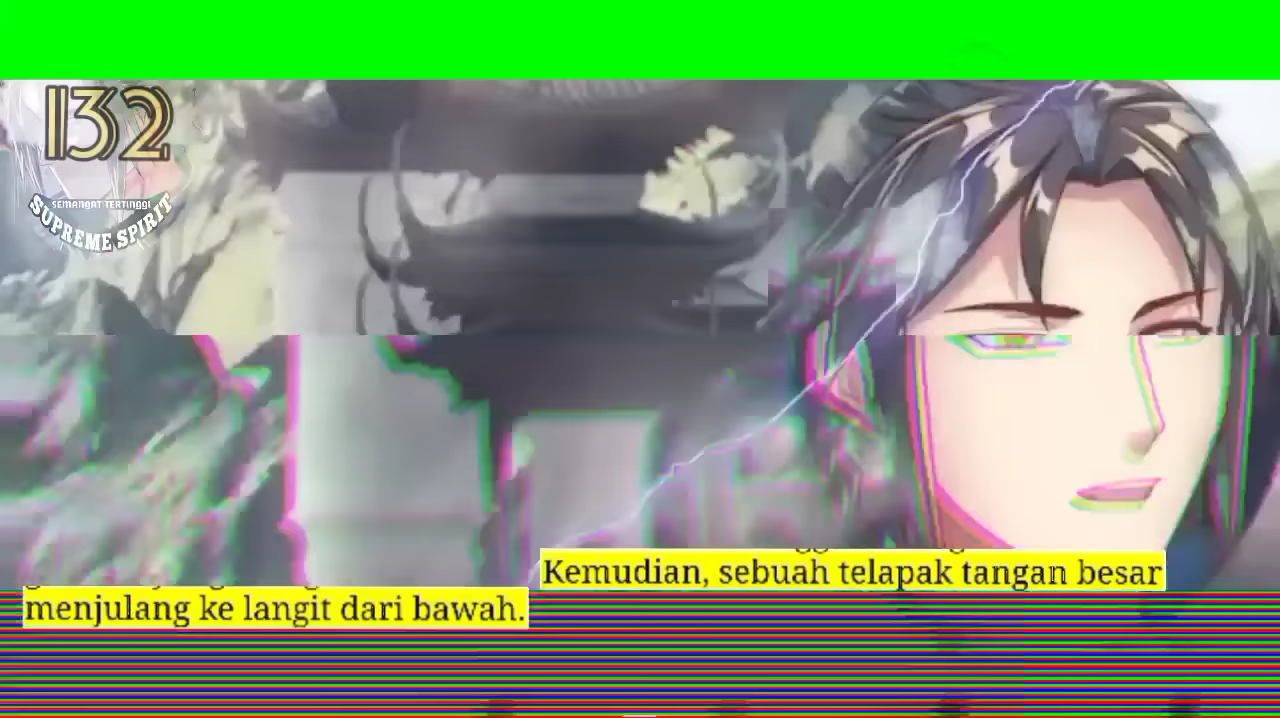 132
SEMANGAT TERTINGGI
SUPREME SPIRIT
Kemudian, sebuah telapak tangan besar
menjulang ke langit dari bawah.